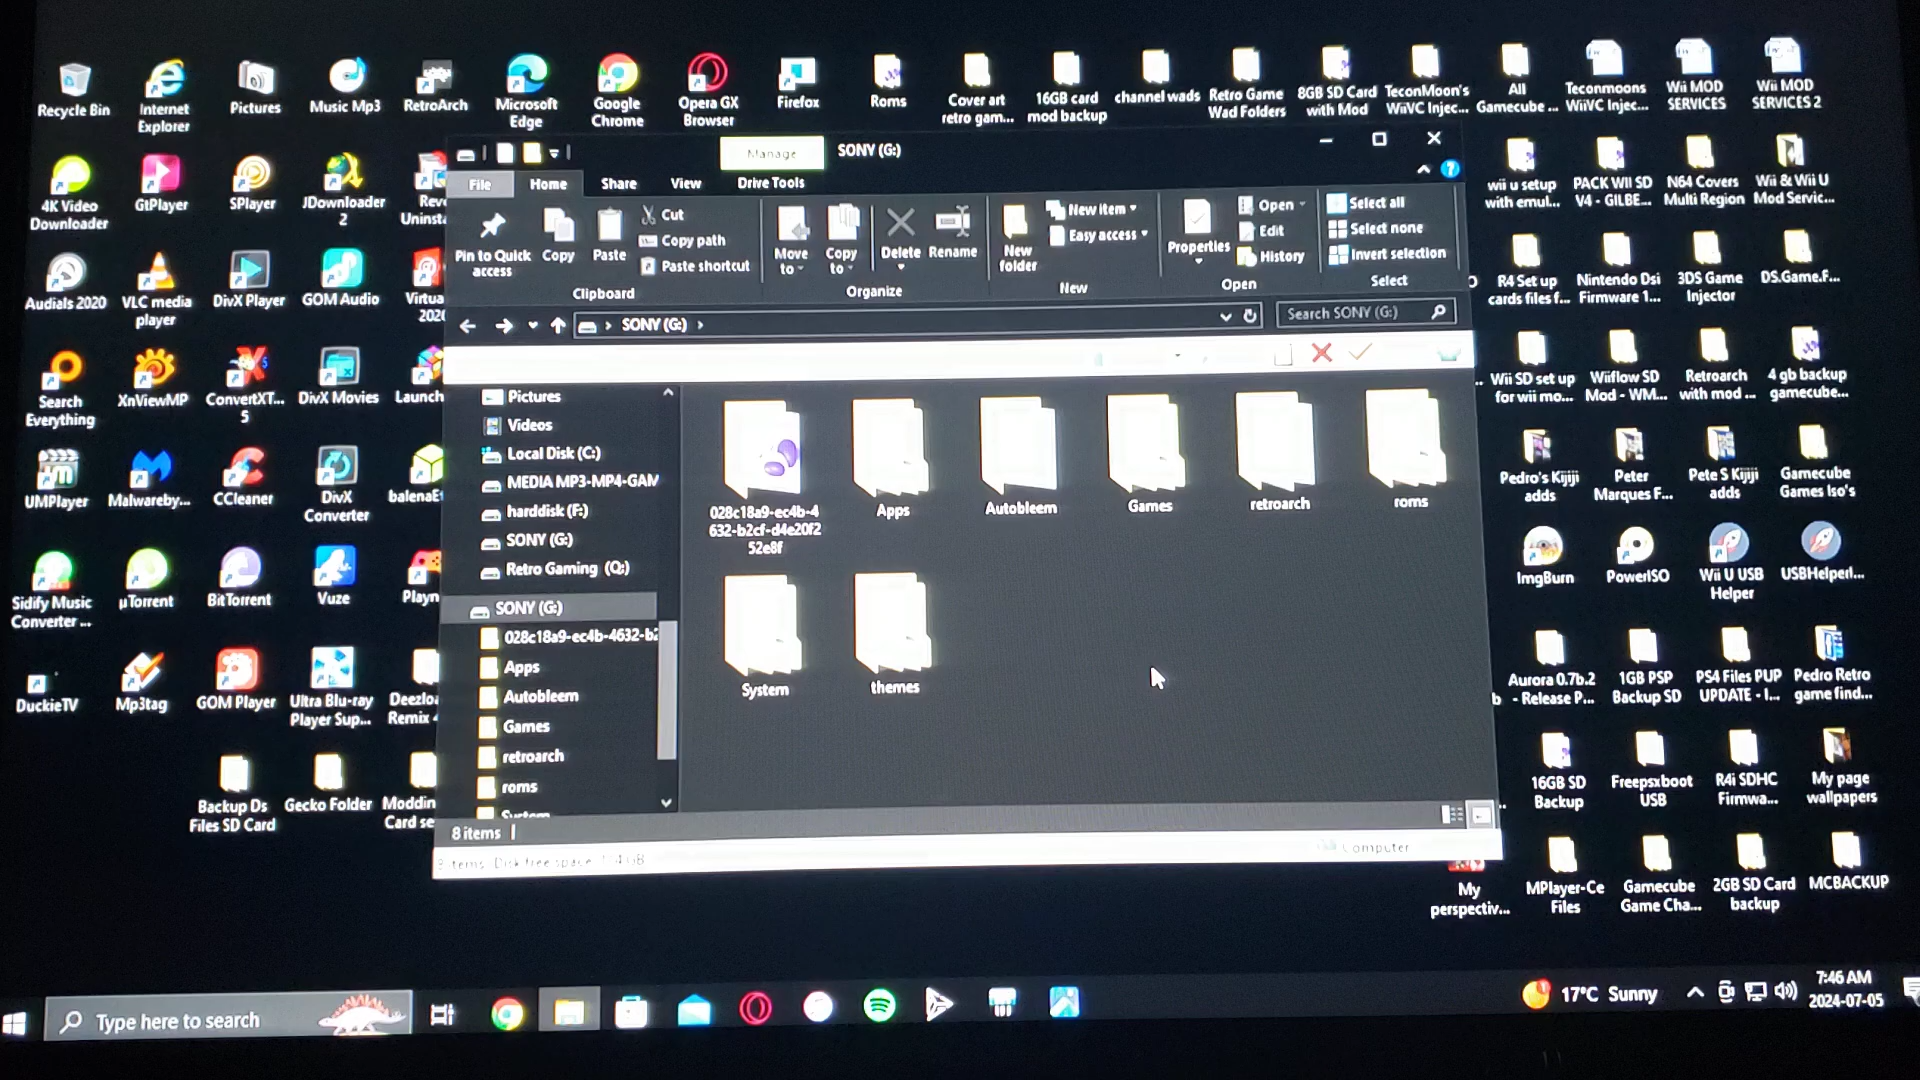 Recycle Bin
Internet
Explorer
Pictures
Music Mp3
RetroArch
Microsoft
Edge
Google
Chrome
Opera GX
Browser
Firefox
Roms
Cover art
retro gam...
16GB card
mod backup
channel wads
Retro Game
Wad Folders
8GB SD Card
with Mod
TeconMoon's
WiiVC Injec...
All
Gamecube ...
Teconmoons
WiiVC Injec...
Wii MOD
SERVICES
Wii MOD
SERVICES 2
4K Video
Downloader
GtPlayer
SPlayer
JDownloader
2
Revo
Uninsta
wii u setup
with emul...
PACK WII SD
V4 - GILBE...
N64 Covers
Multi Region
Wii & Wii U
Mod Servic...
Audials 2020
VLC media
player
DivX Player
GOM Audio
Virtua
202
R4 Set up
cards files f...
Nintendo Dsi
Firmware 1...
3DS Game
Injector
DS.Game.F...
Search
Everything
XnViewMP
ConvertXT...
5
DivX Movies
Launch
Wii SD set up
for wii mo...
Wiiflow SD
Mod - WM...
Retroarch
with mod ...
4 gb backup
gamecube...
UMPlayer
Malwareby...
CCleaner
DivX
Converter
balenaE
Pedro's Kijiji
adds
Peter
Marques F...
Pete S Kijiji
adds
Gamecube
Games Iso's
Sidify Music
Converter ...
µTorrent
BitTorrent
Vuze
Playn
ImgBurn
PowerISO
Wii U USB
Helper
USBHelperI...
DuckieTV
Mp3tag
GOM Player
Ultra Blu-ray
Player Sup...
Deezloa
Remix
Aurora 0.7b.2
- Release P...
1GB PSP
Backup SD
PS4 Files PUP
UPDATE - I...
Pedro Retro
game find...
Backup Ds
Files SD Card
Gecko Folder
Moddin
Card se
16GB SD
Backup
Freepsxboot
USB
R4i SDHC
Firmwa...
My page
wallpapers
My
perspectiv...
MPlayer-Ce
Files
Gamecube
Game Cha...
2GB SD Card
backup
MCBACKUP
Manage
SONY (G:)
File
Home
Share
View
Drive Tools
Pin to Quick
access
Copy
Paste
Cut
Copy path
Paste shortcut
Clipboard
Move
to
Copy
to
Delete
Rename
Organize
New
folder
New item
Easy access
New
Properties
Open
Edit
History
Open
Select all
Select none
Invert selection
Select
SONY (G:)
Search SONY (G:)
Pictures
Videos
Local Disk (C:)
MEDIA MP3-MP4-GAM
harddisk (F:)
SONY (G:)
Retro Gaming (Q:)
SONY (G:)
028c18a9-ec4b-4632-b2
Apps
Autobleem
Games
retroarch
roms
System
028c18a9-ec4b-4
632-b2cf-d4e20f2
52e8f
Apps
Autobleem
Games
retroarch
roms
System
themes
8 items
Computer
Type here to search
17°C Sunny
7:46 AM
2024-07-05